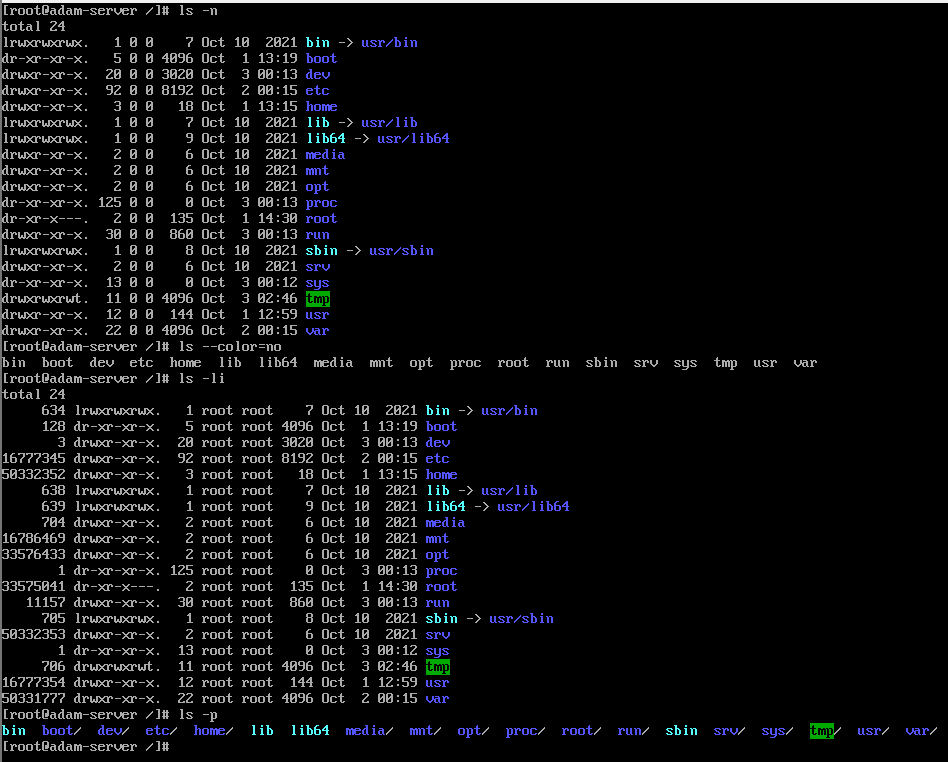 [root@adam-server /]# ls -n
total 24
lrwxrwxrwx.   1 0 0    7 Oct 10  2021 bin -> usr/bin
dr-xr-xr-x.   5 0 0 4096 Oct  1 13:19 boot
drwxr-xr-x.  20 0 0 3020 Oct  3 00:13 dev
drwxr-xr-x.  92 0 0 8192 Oct  2 00:15 etc
drwxr-xr-x.   3 0 0   18 Oct  1 13:15 home
lrwxrwxrwx.   1 0 0    7 Oct 10  2021 lib -> usr/lib
lrwxrwxrwx.   1 0 0    9 Oct 10  2021 lib64 -> usr/lib64
drwxr-xr-x.   2 0 0    6 Oct 10  2021 media
drwxr-xr-x.   2 0 0    6 Oct 10  2021 mnt
drwxr-xr-x.   2 0 0    6 Oct 10  2021 opt
dr-xr-xr-x. 125 0 0    0 Oct  3 00:13 proc
dr-xr-x---.   2 0 0  135 Oct  1 14:30 root
drwxr-xr-x.  30 0 0  860 Oct  3 00:13 run
lrwxrwxrwx.   1 0 0    8 Oct 10  2021 sbin -> usr/sbin
drwxr-xr-x.   2 0 0    6 Oct 10  2021 srv
dr-xr-xr-x.  13 0 0    0 Oct  3 00:12 sys
drwxrwxrwt.  11 0 0 4096 Oct  3 02:46 tmp
drwxr-xr-x.  12 0 0  144 Oct  1 12:59 usr
drwxr-xr-x.  22 0 0 4096 Oct  2 00:15 var
[root@adam-server /]# ls --color=no
bin  boot  dev  etc  home  lib  lib64  media  mnt  opt  proc  root  run  sbin  srv  sys  tmp  usr  var
[root@adam-server /]# ls -li
total 24
     634 lrwxrwxrwx.   1 root root    7 Oct 10  2021 bin -> usr/bin
     128 dr-xr-xr-x.   5 root root 4096 Oct  1 13:19 boot
       3 drwxr-xr-x.  20 root root 3020 Oct  3 00:13 dev
16777345 drwxr-xr-x.  92 root root 8192 Oct  2 00:15 etc
50332352 drwxr-xr-x.   3 root root   18 Oct  1 13:15 home
     638 lrwxrwxrwx.   1 root root    7 Oct 10  2021 lib -> usr/lib
     639 lrwxrwxrwx.   1 root root    9 Oct 10  2021 lib64 -> usr/lib64
     704 drwxr-xr-x.   2 root root    6 Oct 10  2021 media
16786469 drwxr-xr-x.   2 root root    6 Oct 10  2021 mnt
33576433 drwxr-xr-x.   2 root root    6 Oct 10  2021 opt
       1 dr-xr-xr-x. 125 root root    0 Oct  3 00:13 proc
33575041 dr-xr-x---.   2 root root  135 Oct  1 14:30 root
   11157 drwxr-xr-x.  30 root root  860 Oct  3 00:13 run
     705 lrwxrwxrwx.   1 root root    8 Oct 10  2021 sbin -> usr/sbin
50332353 drwxr-xr-x.   2 root root    6 Oct 10  2021 srv
       1 dr-xr-xr-x.  13 root root    0 Oct  3 00:12 sys
     706 drwxrwxrwt.  11 root root 4096 Oct  3 02:46 tmp
16777354 drwxr-xr-x.  12 root root  144 Oct  1 12:59 usr
50331777 drwxr-xr-x.  22 root root 4096 Oct  2 00:15 var
[root@adam-server /]# ls -p
bin  boot/  dev/  etc/  home/  lib  lib64  media/  mnt/  opt/  proc/  root/  run/  sbin  srv/  sys/  tmp/  usr/  var/
[root@adam-server /]#